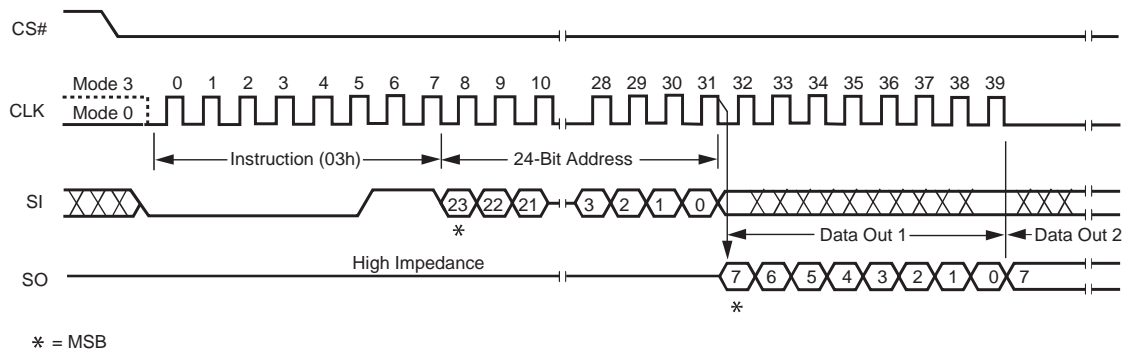 CS#
Mode 3 0 1 2 3 4 5 6 7 8 9 10 28 29 30 31 32 33 34 35 36 37 38 39
CLK Mode 0
Instruction (03h) 24-Bit Address
SI 23 22 21 3 2 1 0
* Data Out 1 Data Out 2
High Impedance
SO 7 6 5 4 3 2 1 0 7
*
* = MSB